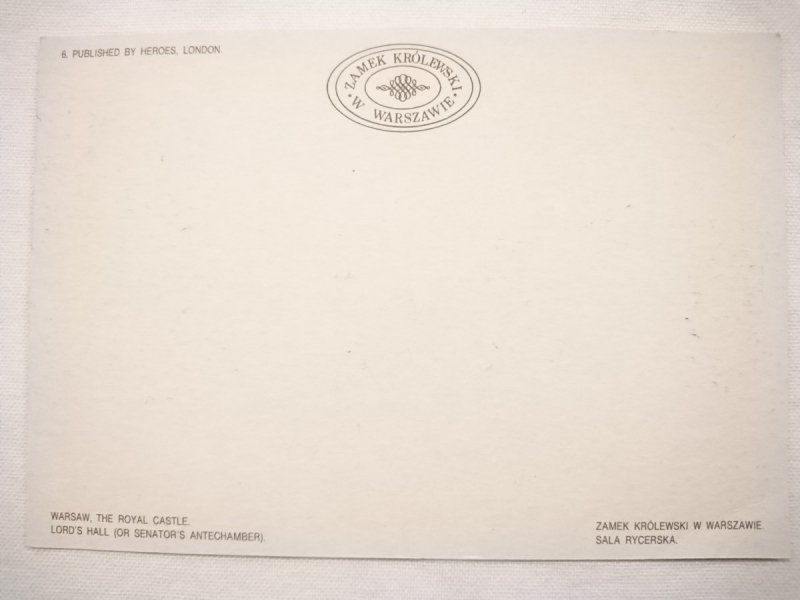 6. PUBLISHED BY HEROES, LONDON.
ZAMEK KRÓLEWSKI
• W WARSZAWIE •
WARSAW, THE ROYAL CASTLE.
LORD'S HALL (OR SENATOR'S ANTECHAMBER).
ZAMEK KRÓLEWSKI W WARSZAWIE.
SALA RYCERSKA.